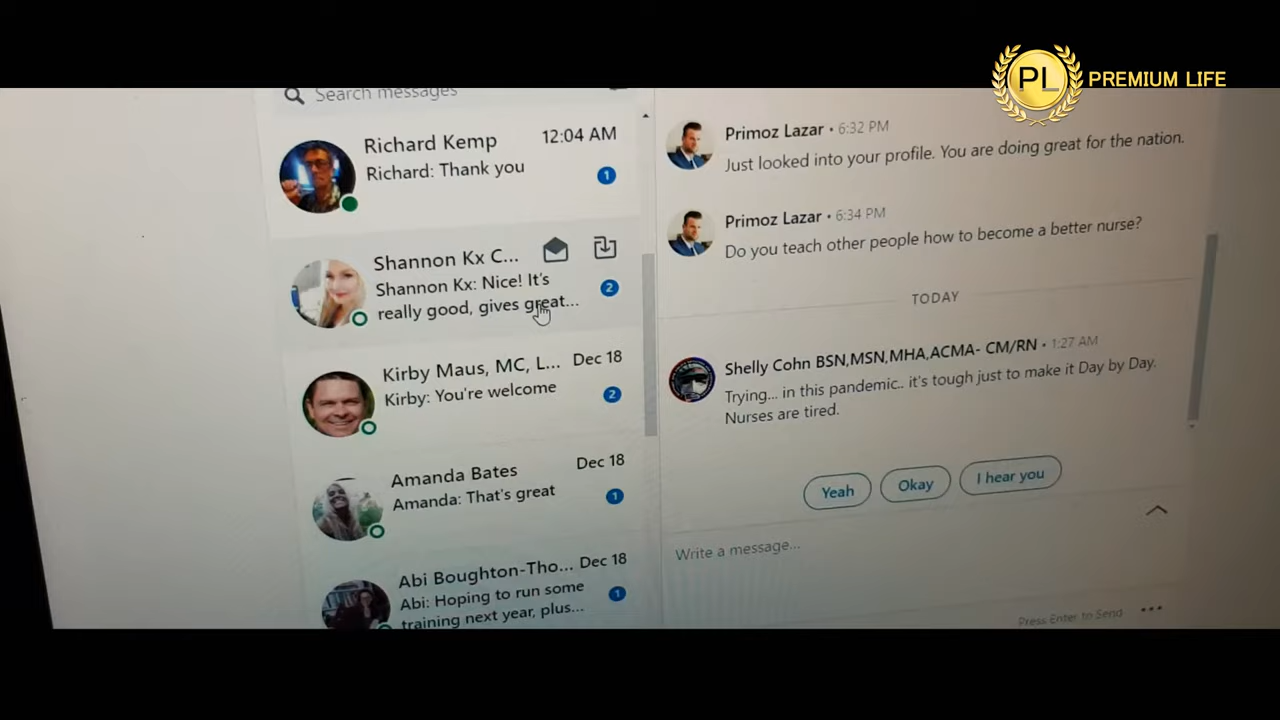 PL PREMIUM LIFE
Search messages
Richard Kemp 12:04 AM
Richard: Thank you
1
Shannon Kx C...
Shannon Kx: Nice! It's
really good, gives great...
2
Kirby Maus, MC, L... Dec 18
Kirby: You're welcome
2
Amanda Bates Dec 18
Amanda: That's great
1
Abi Boughton-Tho... Dec 18
Abi: Hoping to run some
training next year, plus...
1
Primoz Lazar • 6:32 PM
Just looked into your profile. You are doing great for the nation.
Primoz Lazar • 6:34 PM
Do you teach other people how to become a better nurse?
TODAY
Shelly Cohn BSN,MSN,MHA,ACMA- CM/RN • 1:27 AM
Trying... in this pandemic.. it's tough just to make it Day by Day.
Nurses are tired.
Yeah Okay I hear you
Write a message...
Press Enter to Send